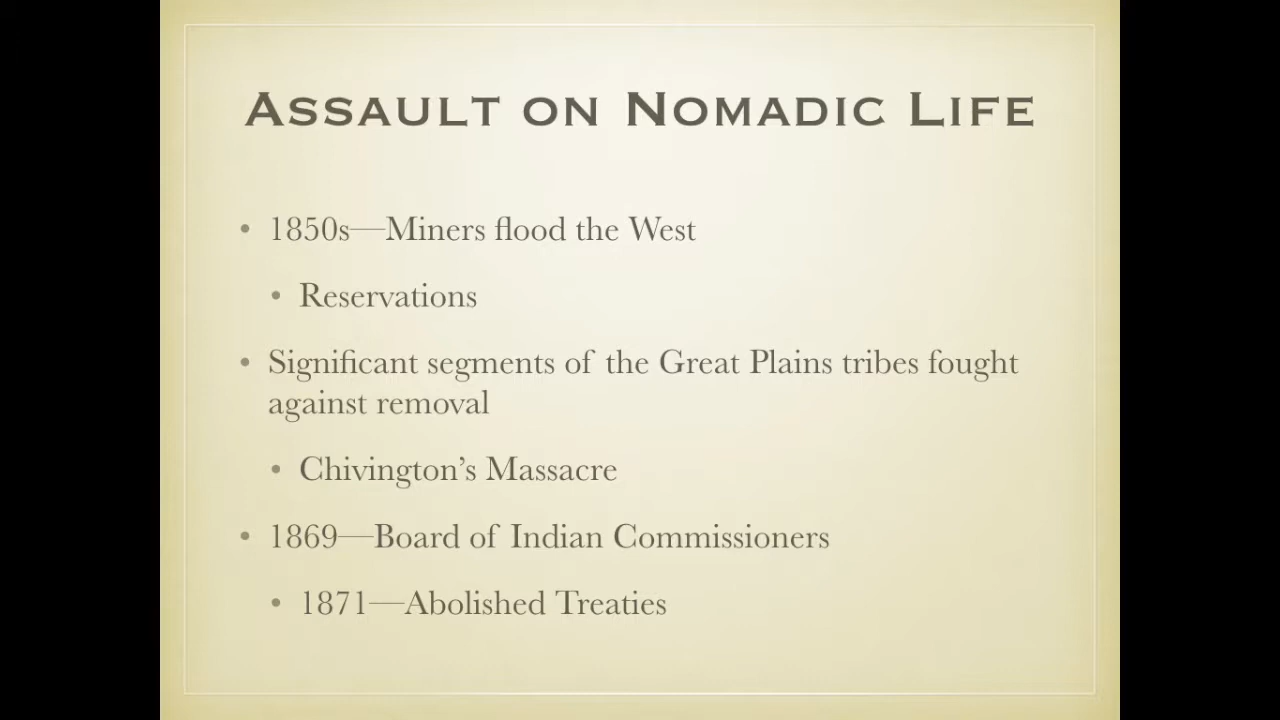 Assault on Nomadic Life
• 1850s—Miners flood the West
• Reservations
• Significant segments of the Great Plains tribes fought
against removal
• Chivington’s Massacre
• 1869—Board of Indian Commissioners
• 1871—Abolished Treaties